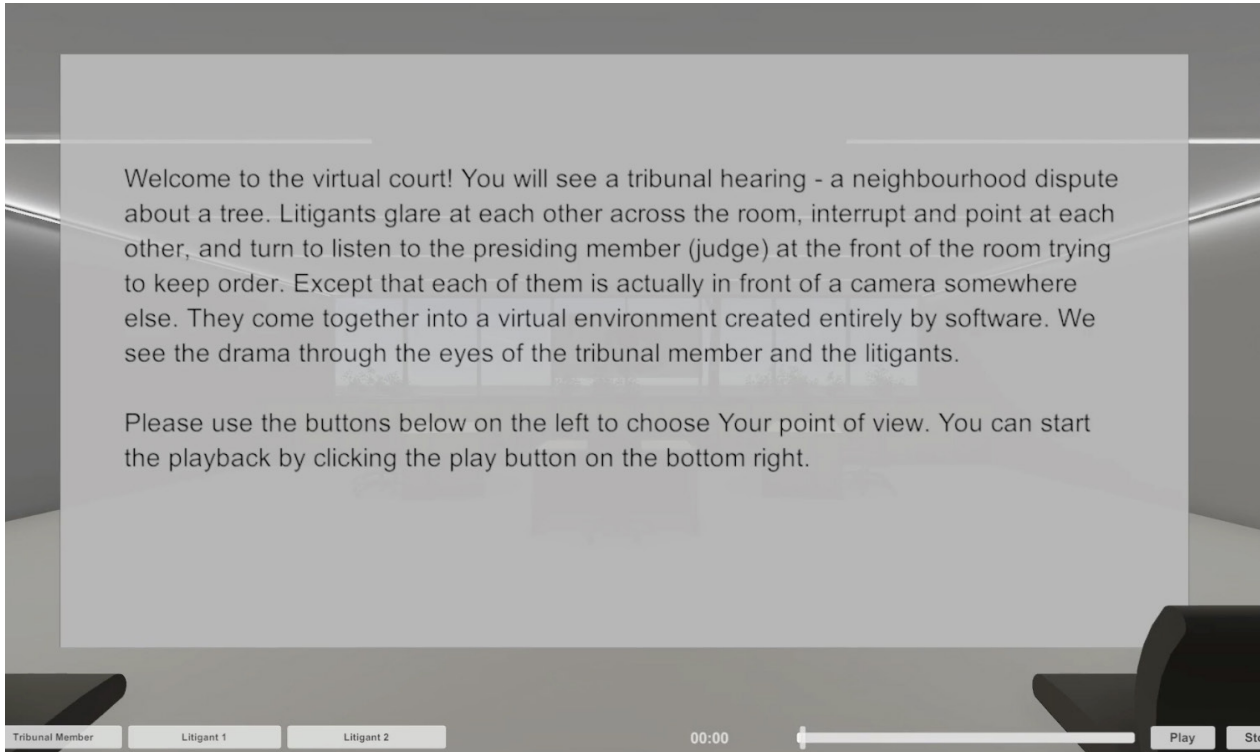 Welcome to the virtual court! You will see a tribunal hearing - a neighbourhood dispute
about a tree. Litigants glare at each other across the room, interrupt and point at each
other, and turn to listen to the presiding member (judge) at the front of the room trying
to keep order. Except that each of them is actually in front of a camera somewhere
else. They come together into a virtual environment created entirely by software. We
see the drama through the eyes of the tribunal member and the litigants.
Please use the buttons below on the left to choose Your point of view. You can start
the playback by clicking the play button on the bottom right.
Tribunal Member Litigant 1 Litigant 2 00:00 Play